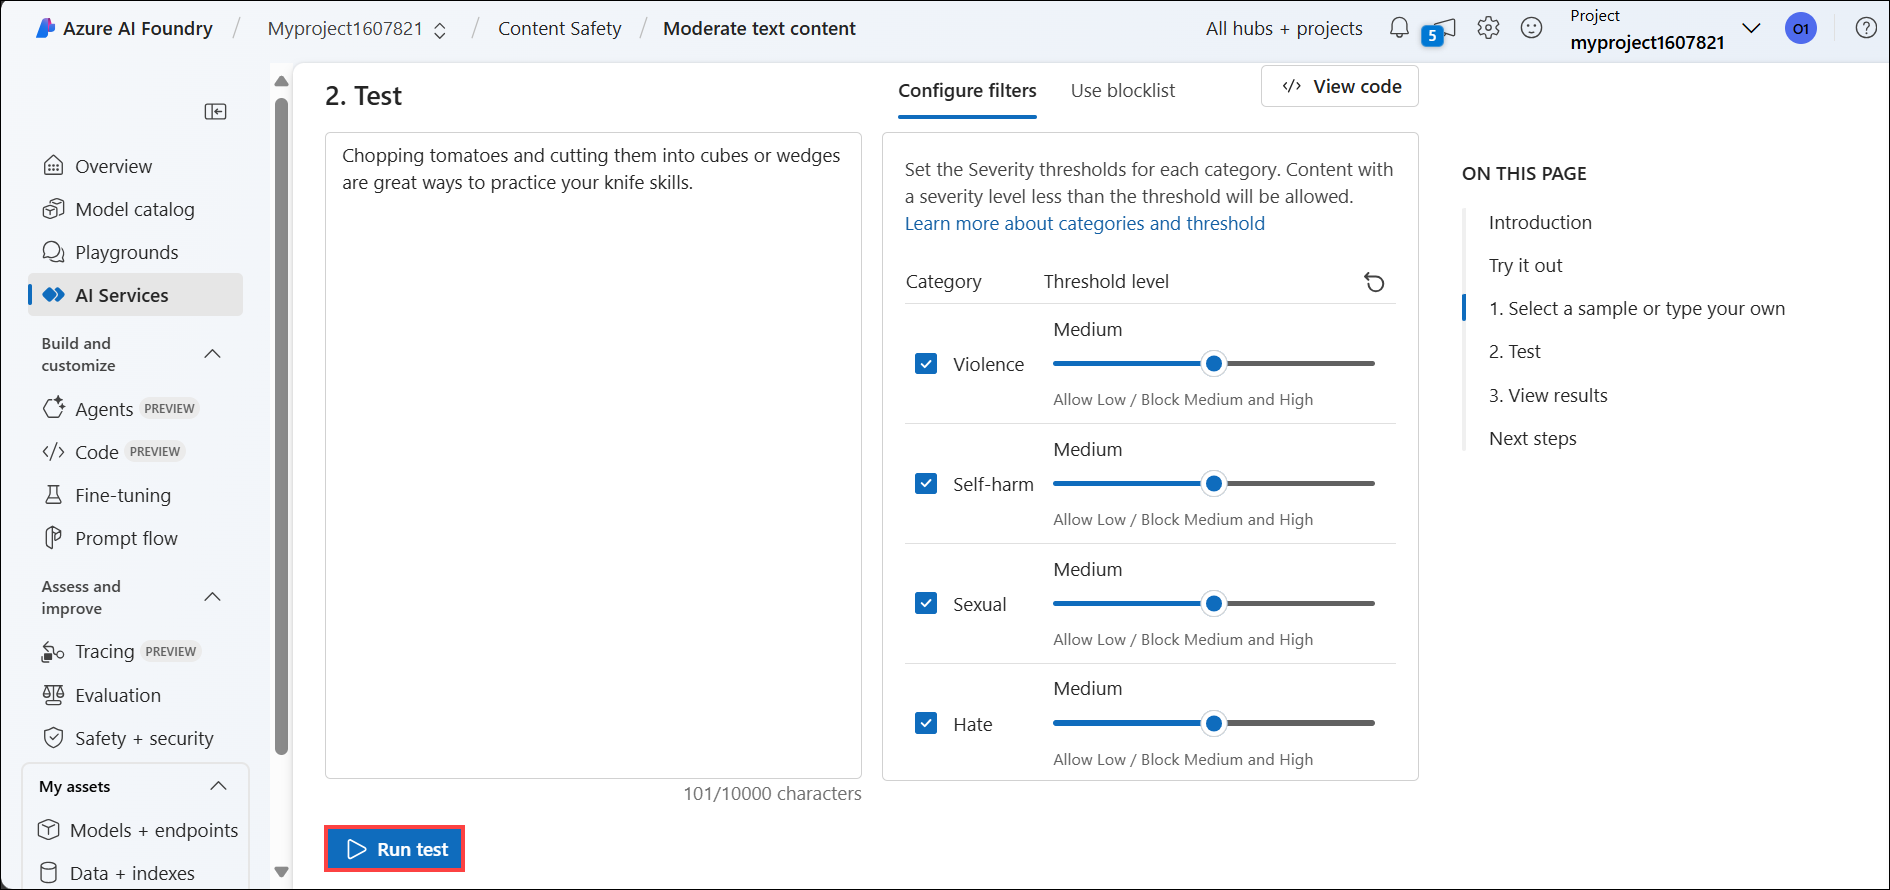 Azure AI Foundry / Myproject1607821 / Content Safety / Moderate text content
All hubs + projects
5
Project
myproject1607821
O1
Overview
Model catalog
Playgrounds
AI Services
Build and
customize
Agents PREVIEW
Code PREVIEW
Fine-tuning
Prompt flow
Assess and
improve
Tracing PREVIEW
Evaluation
Safety + security
My assets
Models + endpoints
Data + indexes
2. Test
Chopping tomatoes and cutting them into cubes or wedges
are great ways to practice your knife skills.
101/10000 characters
Run test
Configure filters
Use blocklist
View code
Set the Severity thresholds for each category. Content with
a severity level less than the threshold will be allowed.
Learn more about categories and threshold
Category Threshold level
Medium
Violence
Allow Low / Block Medium and High
Medium
Self-harm
Allow Low / Block Medium and High
Medium
Sexual
Allow Low / Block Medium and High
Medium
Hate
Allow Low / Block Medium and High
ON THIS PAGE
Introduction
Try it out
1. Select a sample or type your own
2. Test
3. View results
Next steps